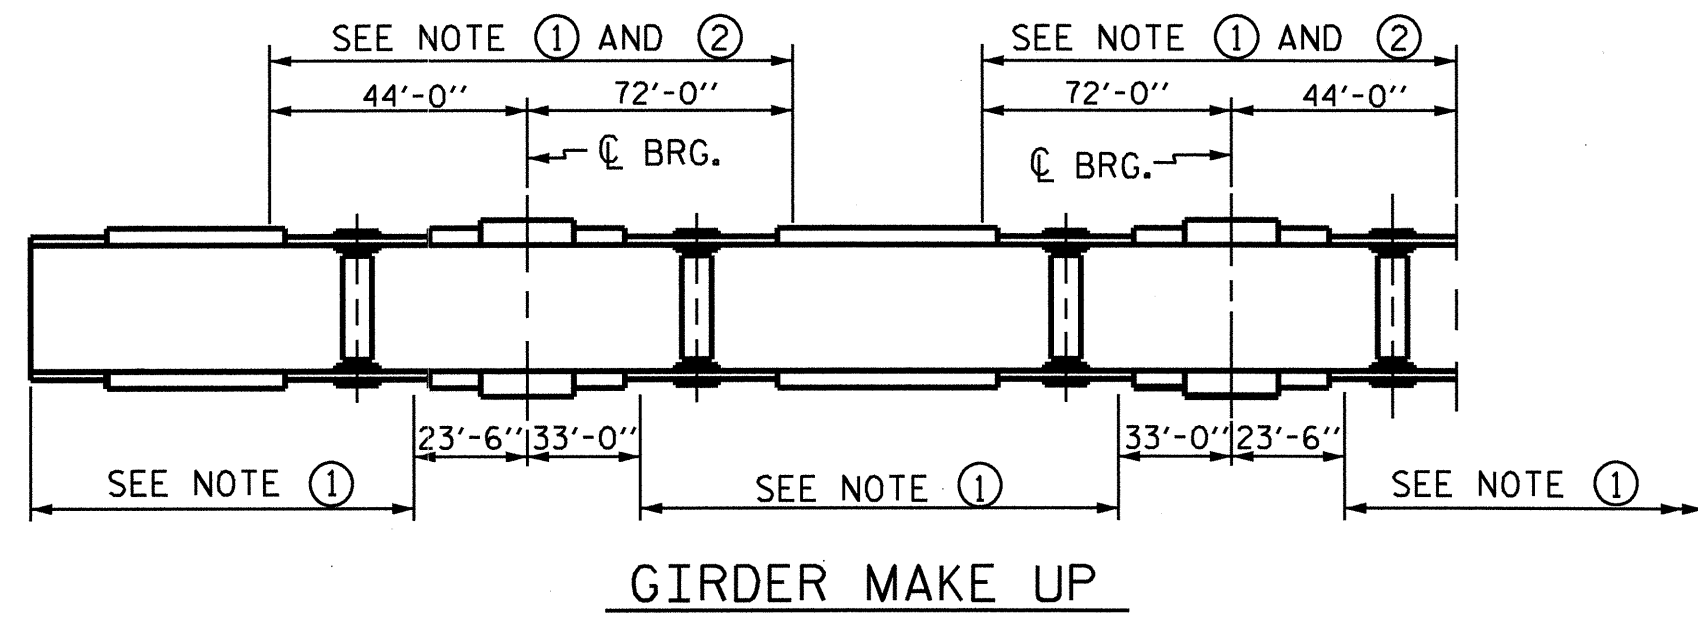 SEE NOTE 1 AND 2 SEE NOTE 1 AND 2
44'-0" 72'-0" 72'-0" 44'-0"
℄ BRG. ℄ BRG.
23'-6" 33'-0" 33'-0" 23'-6"
SEE NOTE 1 SEE NOTE 1 SEE NOTE 1
GIRDER MAKE UP